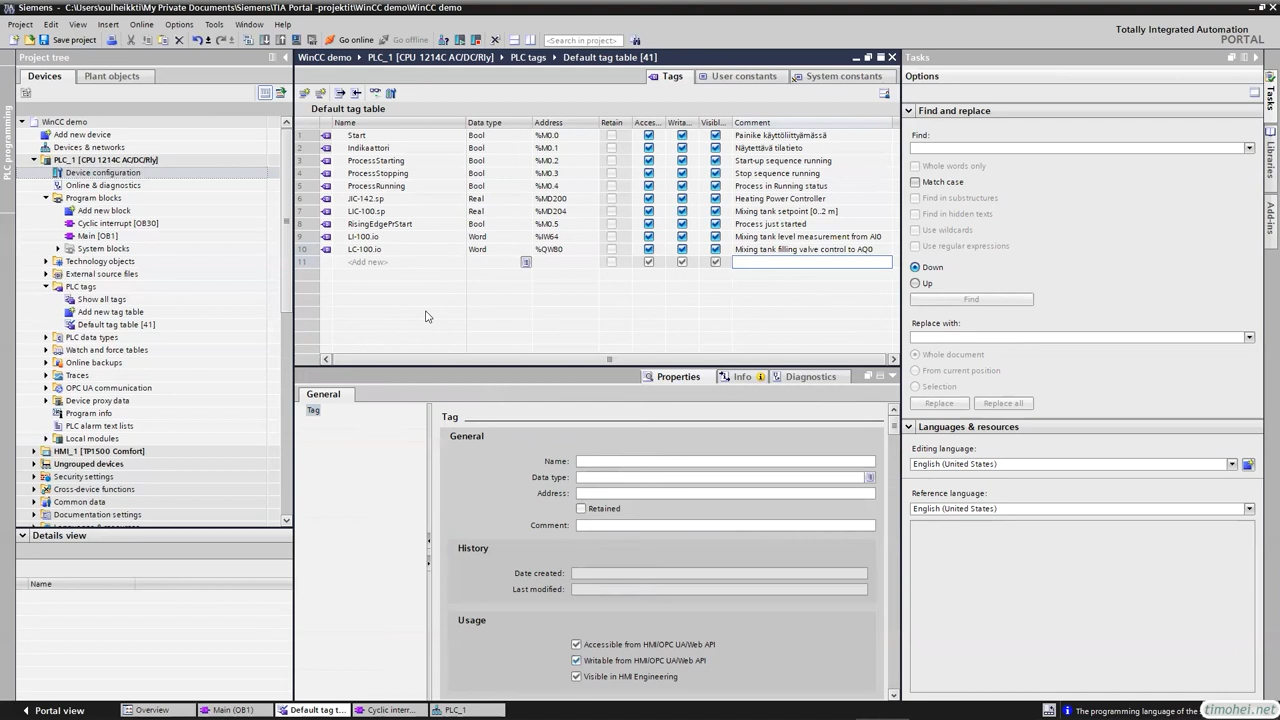 Siemens - C:\Users\oulheikkti\My Private Documents\Siemens\TIA Portal -projektit\WinCC demo\WinCC demo
Project Edit View Insert Online Options Tools Window Help
Totally Integrated Automation
PORTAL
Save project Go online Go offline <Search in project>
Project tree
WinCC demo PLC_1 [CPU 1214C AC/DC/Rly] PLC tags Default tag table [41]
Tasks
Devices Plant objects
Tags User constants System constants
Options
PLC programming
Default tag table
Name Data type Address Retain Acces... Writa... Visibl... Comment
1 Start Bool %M0.0 Painike käyttöliittymässä
2 Indikaattori Bool %M0.1 Näytettävä tilatieto
3 ProcessStarting Bool %M0.2 Start-up sequence running
4 ProcessStopping Bool %M0.3 Stop sequence running
5 ProcessRunning Bool %M0.4 Process in Running status
6 JIC-142.sp Real %MD200 Heating Power Controller
7 LIC-100.sp Real %MD204 Mixing tank setpoint [0..2 m]
8 RisingEdgePrStart Bool %M0.5 Process just started
9 LI-100.io Word %IW64 Mixing tank level measurement from AI0
10 LC-100.io Word %QW80 Mixing tank filling valve control to AQ0
11 <Add new>
WinCC demo
Add new device
Devices & networks
PLC_1 [CPU 1214C AC/DC/Rly]
Device configuration
Online & diagnostics
Program blocks
Add new block
Cyclic interrupt [OB30]
Main [OB1]
System blocks
Technology objects
External source files
PLC tags
Show all tags
Add new tag table
Default tag table [41]
PLC data types
Watch and force tables
Online backups
Traces
OPC UA communication
Device proxy data
Program info
PLC alarm text lists
Local modules
HMI_1 [TP1500 Comfort]
Ungrouped devices
Security settings
Cross-device functions
Common data
Documentation settings
Details view
Name
Properties Info Diagnostics
General
Tag
Tag
General
Name:
Data type:
Address:
Retained
Comment:
History
Date created:
Last modified:
Usage
Accessible from HMI/OPC UA/Web API
Writable from HMI/OPC UA/Web API
Visible in HMI Engineering
Find and replace
Find:
Whole words only
Match case
Find in substructures
Find in hidden texts
Use wildcards
Use regular expressions
Down
Up
Find
Replace with:
Whole document
From current position
Selection
Replace Replace all
Languages & resources
Editing language:
English (United States)
Reference language:
English (United States)
Tasks
Libraries
Add-ins
Portal view Overview Main (OB1) Default tag t... Cyclic interr... PLC_1
The programming language of the
timohei.net